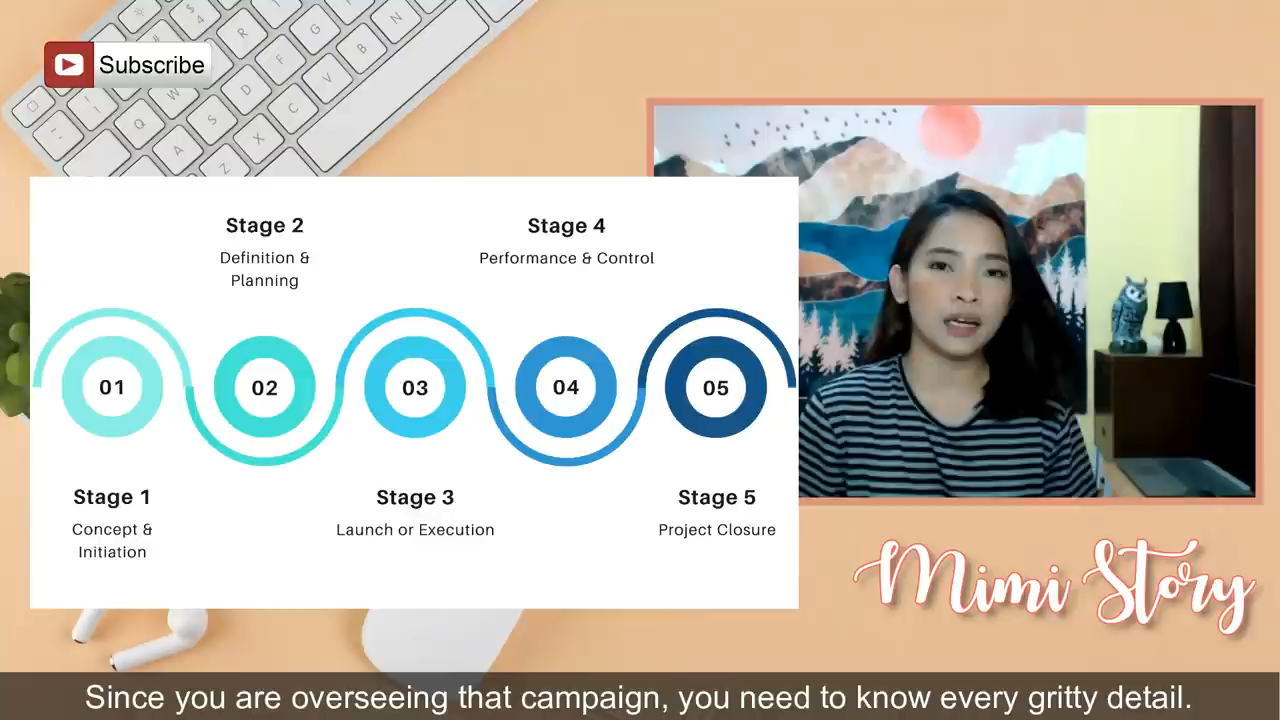 Subscribe
Stage 2
Definition &
Planning
Stage 4
Performance & Control
01
02
03
04
05
Stage 1
Concept &
Initiation
Stage 3
Launch or Execution
Stage 5
Project Closure
Mimi Story
Since you are overseeing that campaign, you need to know every gritty detail.